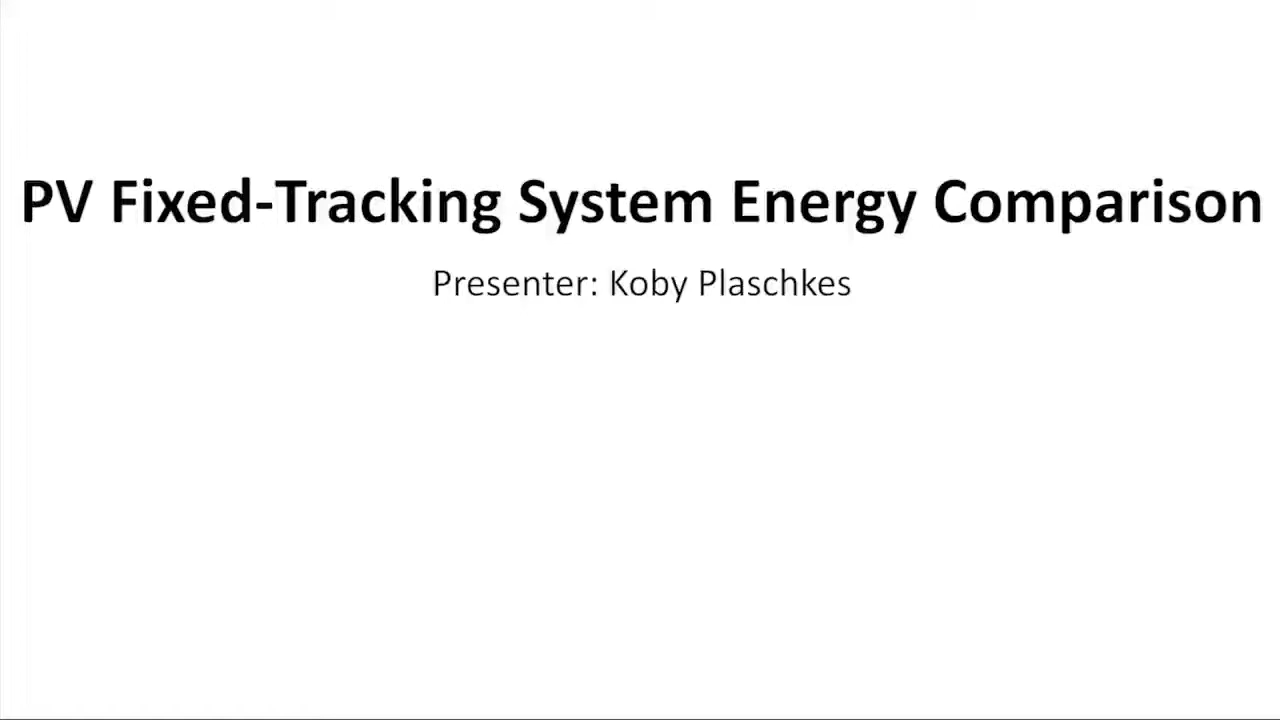 PV Fixed-Tracking System Energy Comparison
Presenter: Koby Plaschkes